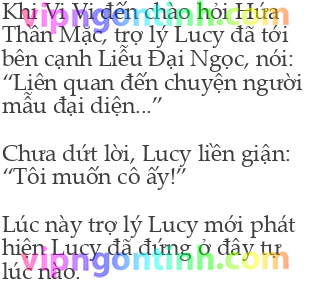 Khi Vi Vi đến chào hỏi Hứa
vipngontinh.com
Thần Mặc, trợ lý Lucy đã tới
bên cạnh Liễu Đại Ngọc, nói:
“Liên quan đến chuyện người
mẫu đại diện...”
Chưa dứt lời, Lucy liền giận:
“Tôi muốn cô ấy!”
Lúc này trợ lý Lucy mới phát
hiện Lucy đã đứng ở đây tự
vipngontinh.com
lúc nào.